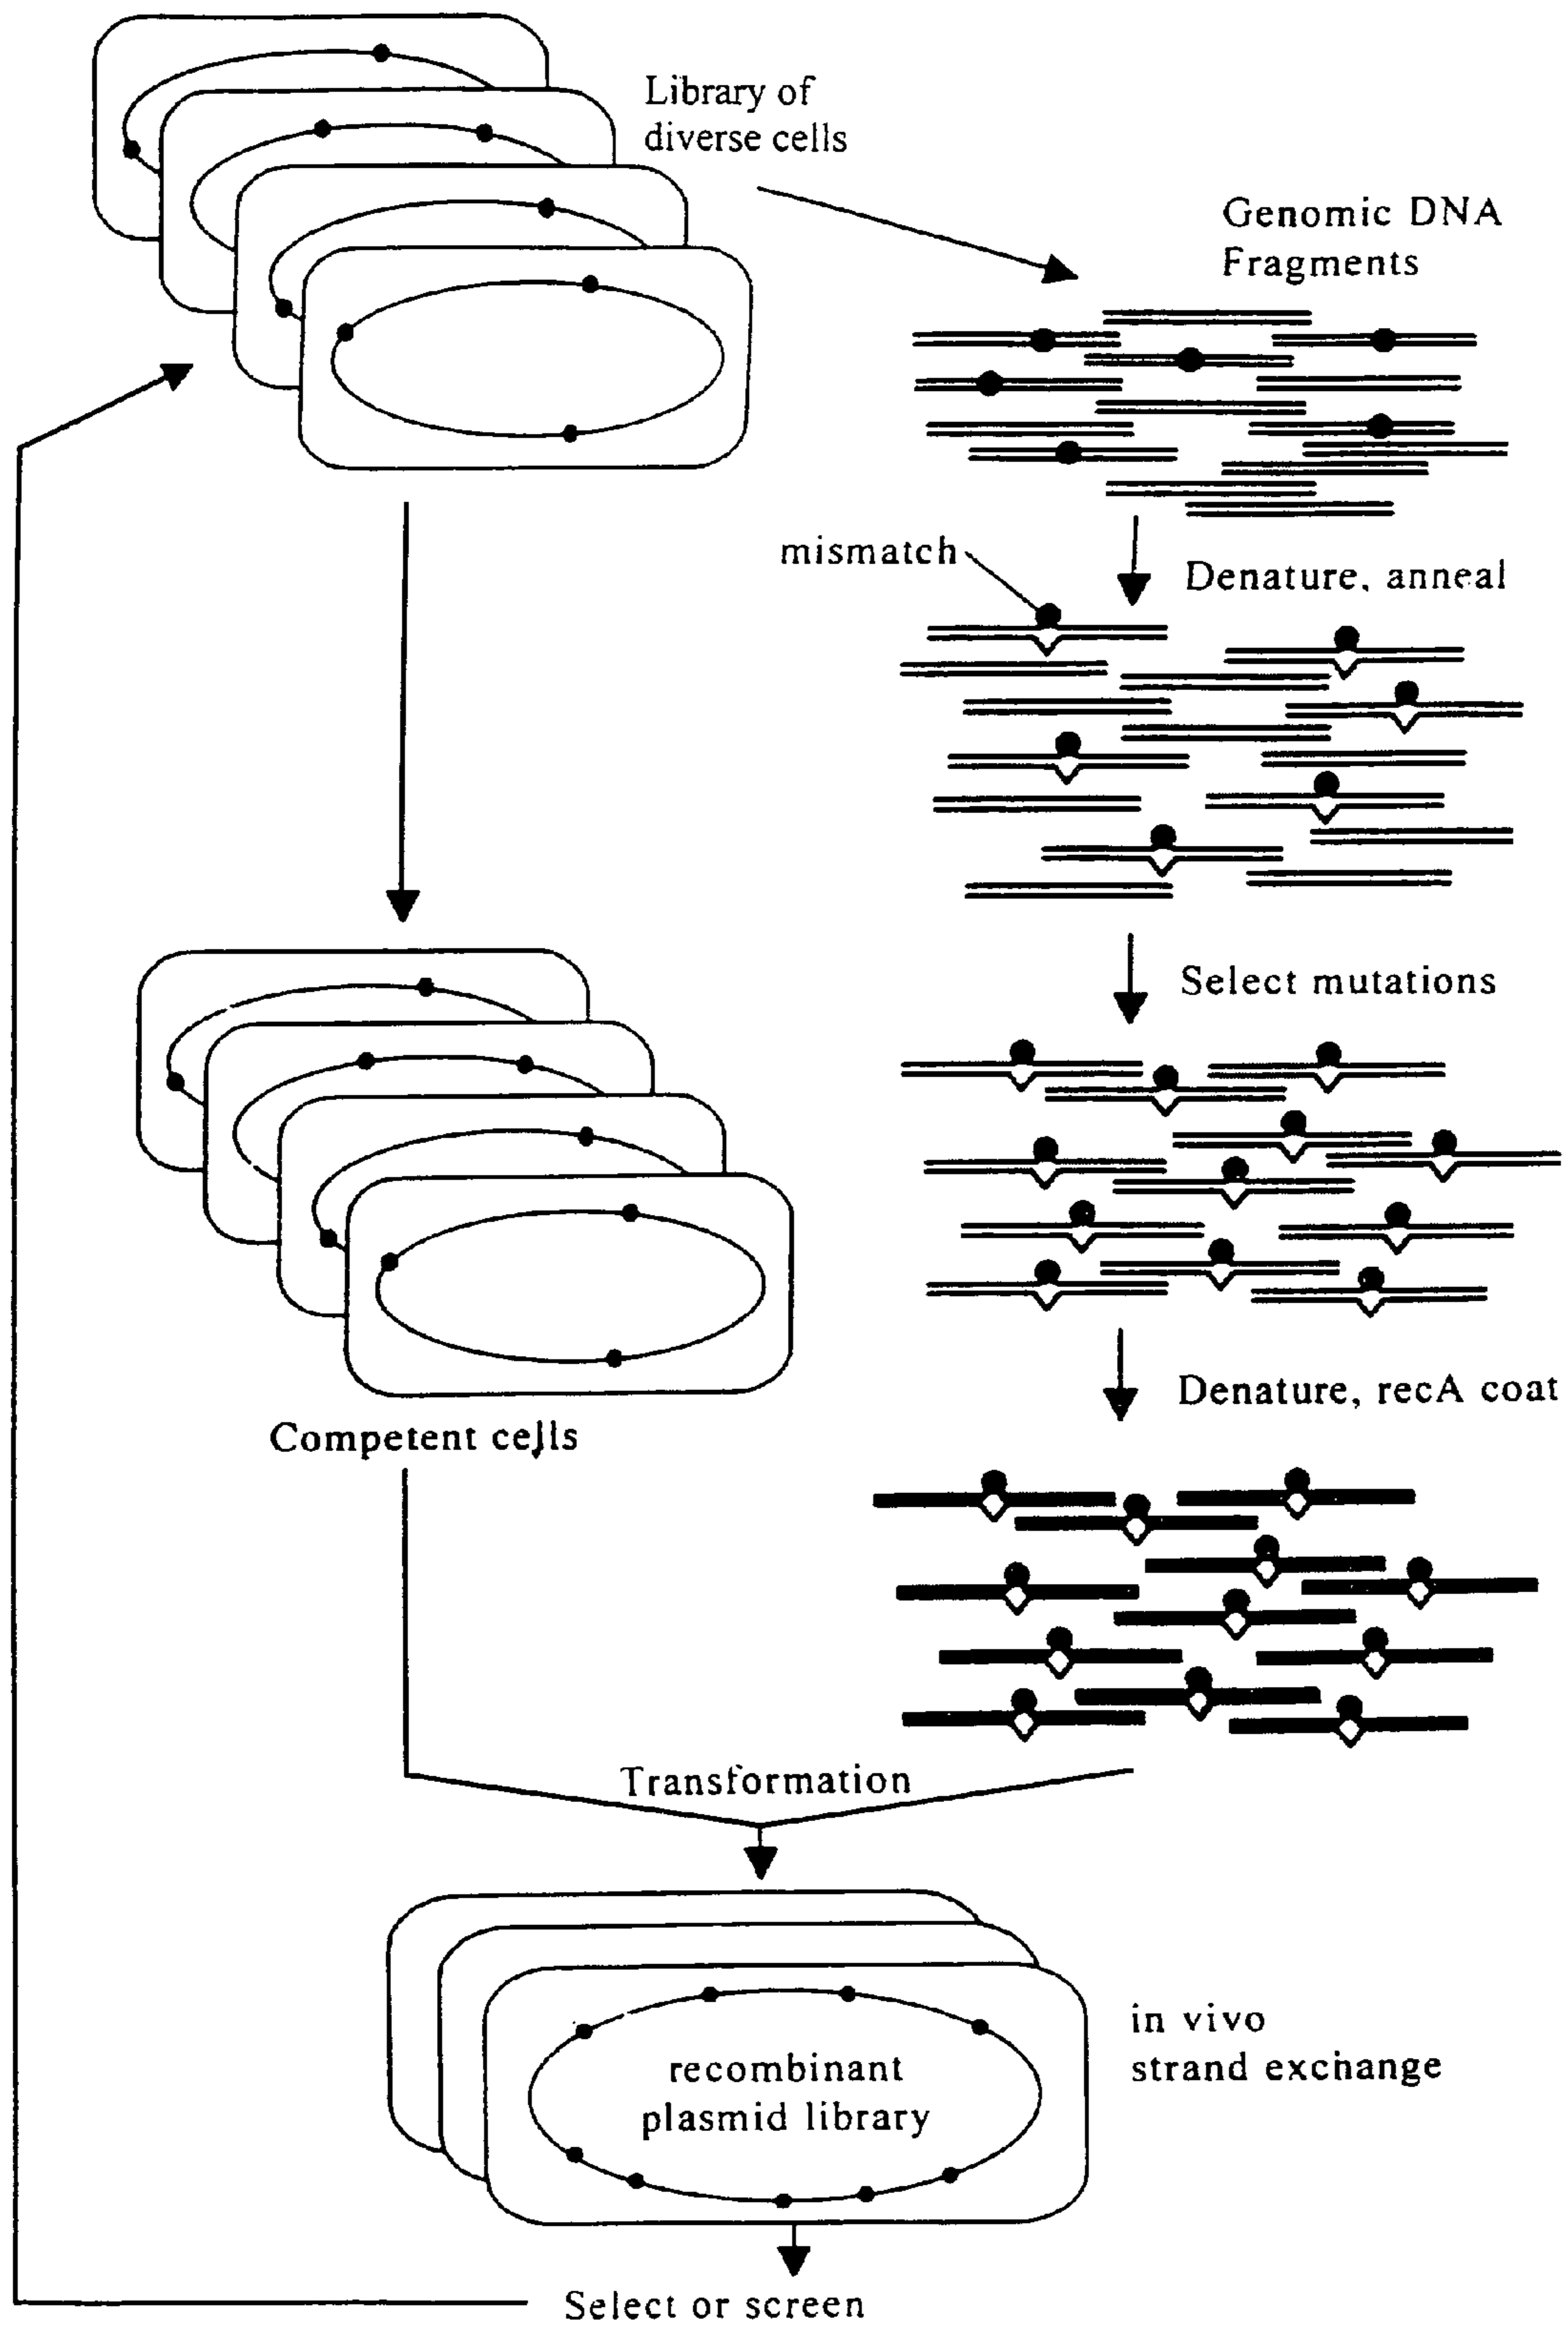 Library of
diverse cells
Genomic DNA
Fragments
mismatch
Denature, anneal
Select mutations
Denature, recA coat
Competent cells
Transformation
in vivo
strand exchange
recombinant
plasmid library
Select or screen